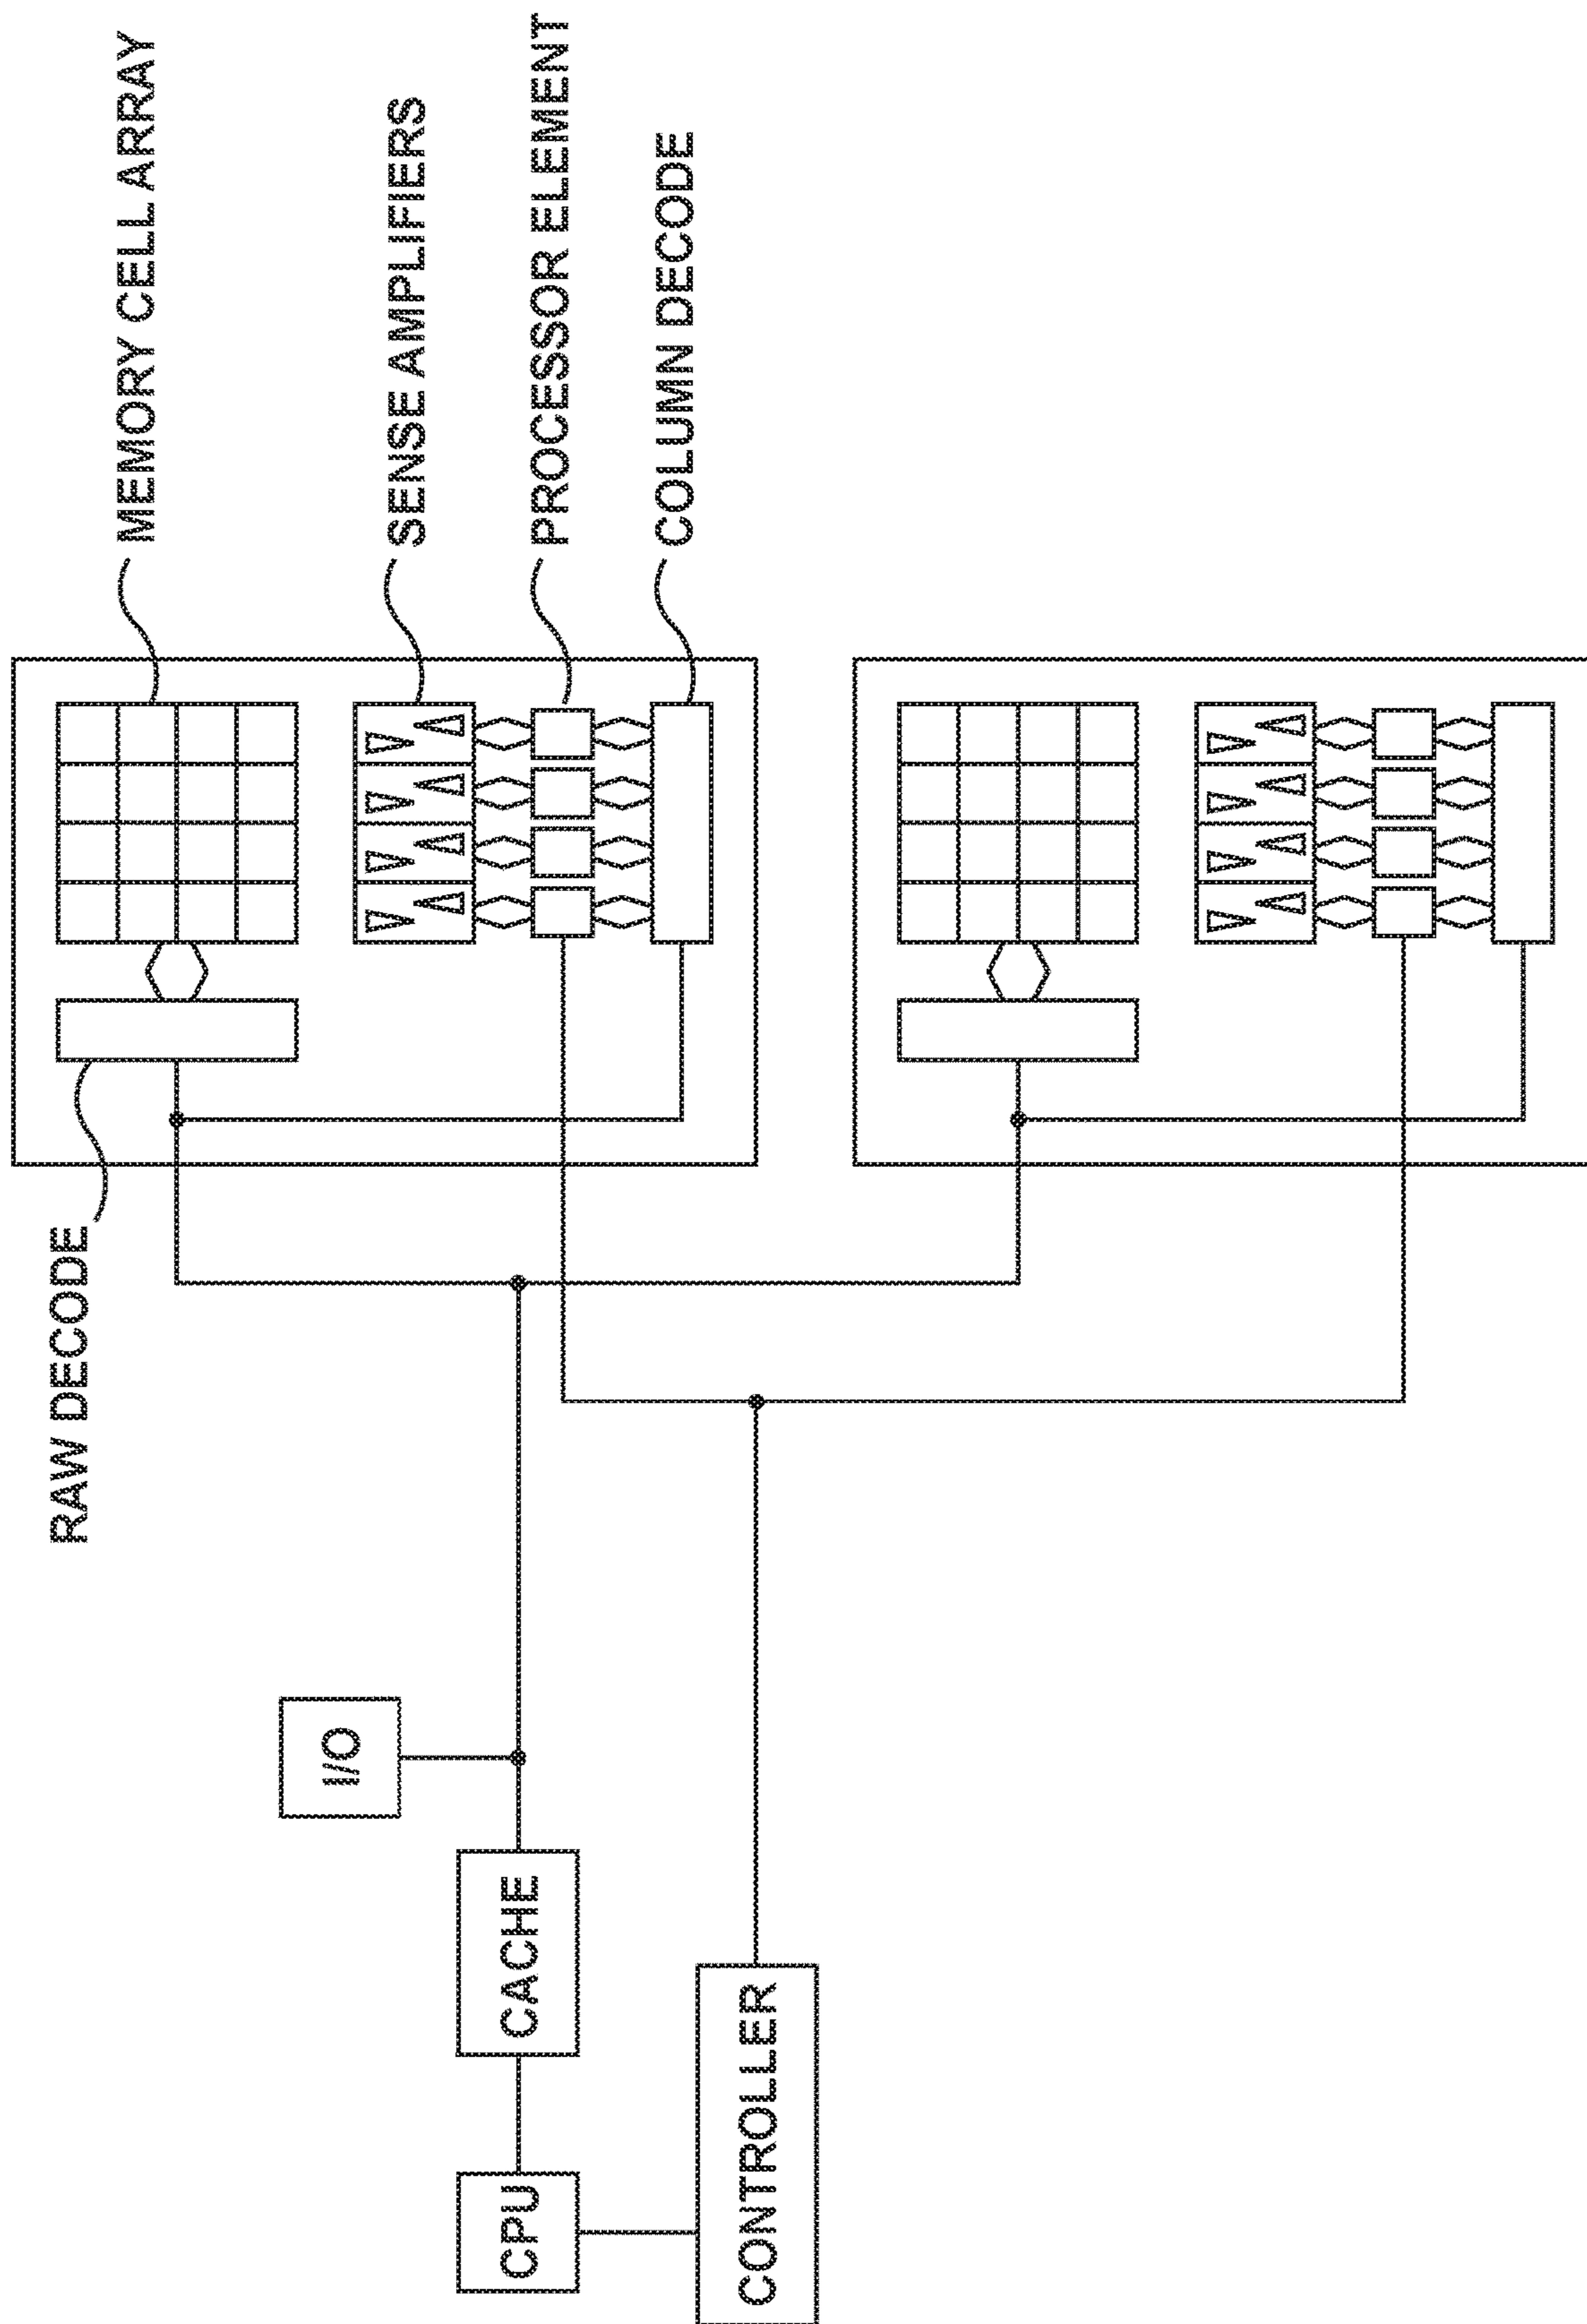 CPU
CACHE
I/O
CONTROLLER
RAW DECODE
MEMORY CELL ARRAY
SENSE AMPLIFIERS
PROCESSOR ELEMENT
COLUMN DECODE